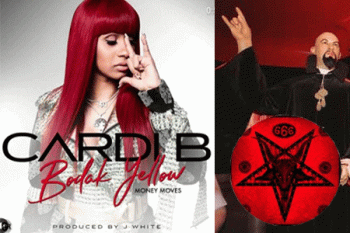 CARDI B
Bodak Yellow
MONEY MOVES
PRODUCED BY J WHITE
666